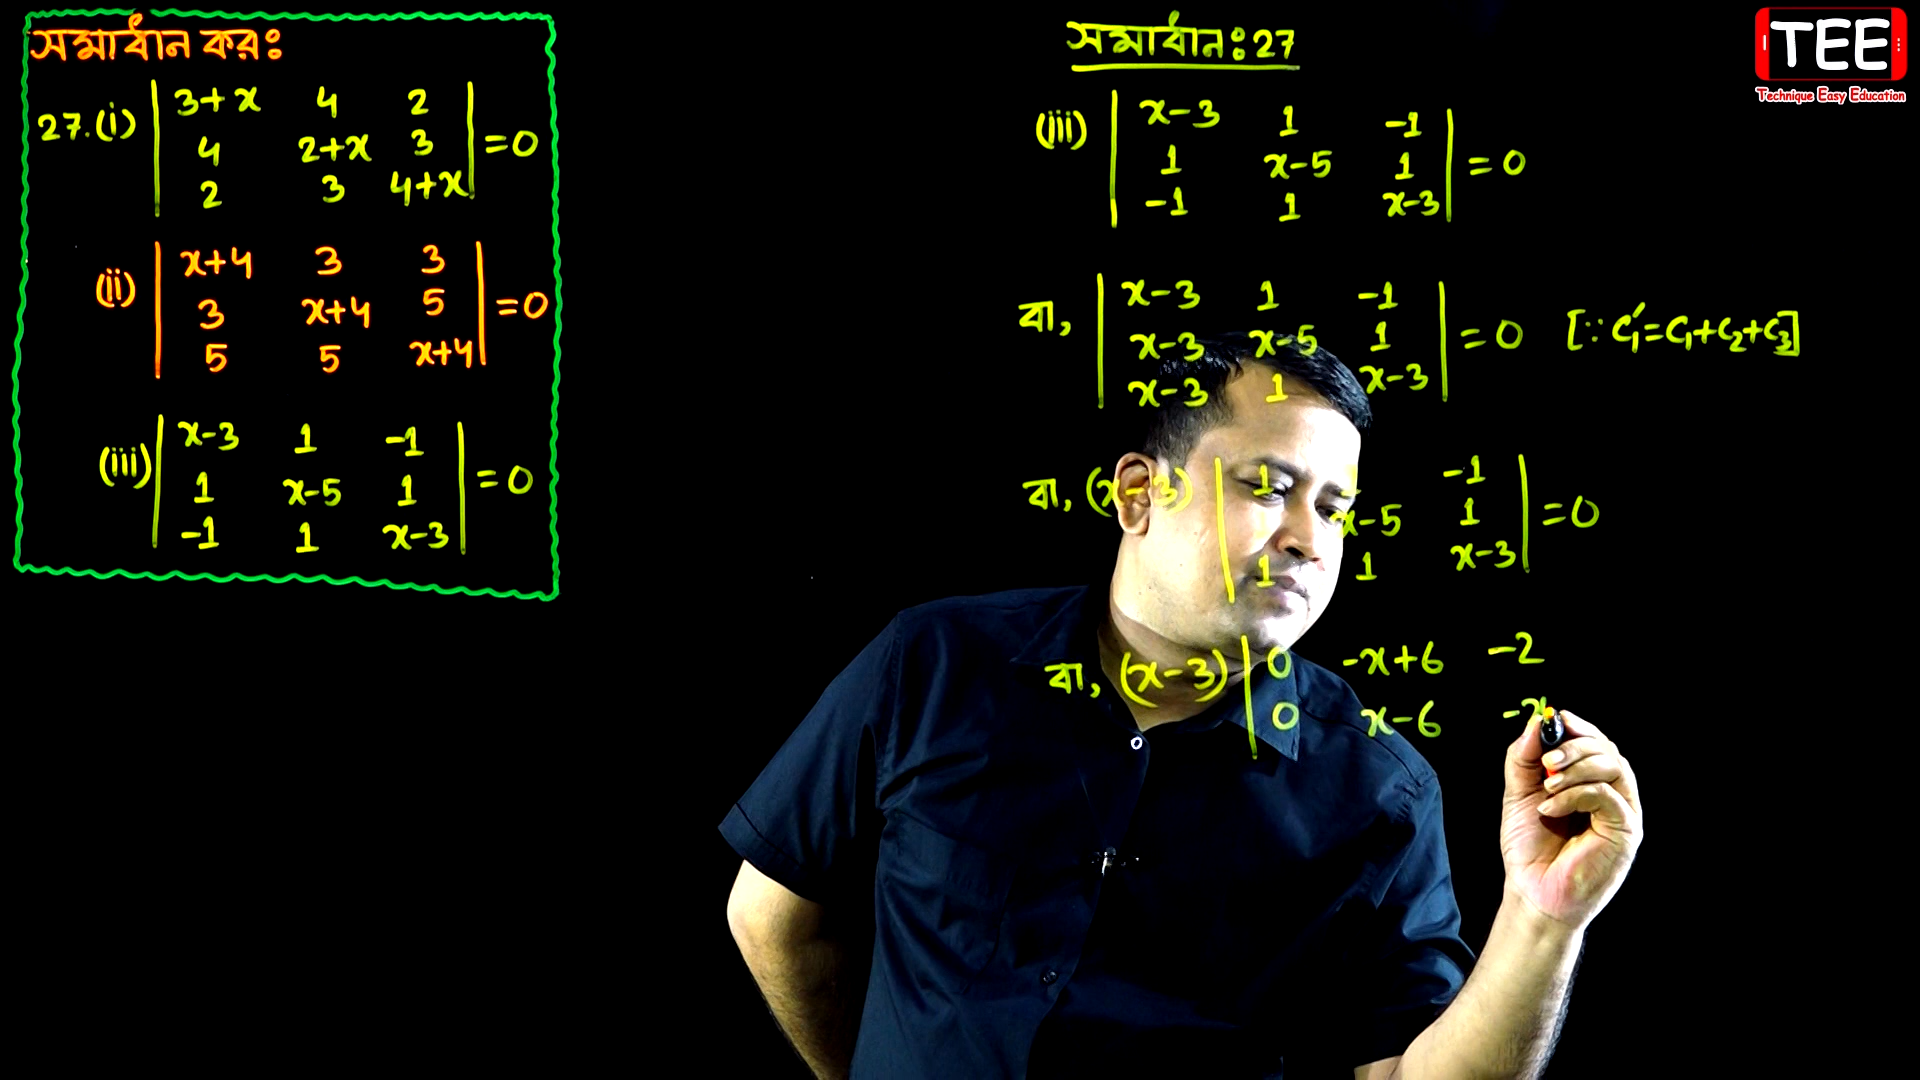 সমাধান করঃ
27.(i) | 3+x 4 2 |
| 4 2+x 3 | =0
| 2 3 4+x |
(ii) | x+4 3 3 |
| 3 x+4 5 | =0
| 5 5 x+4 |
(iii) | x-3 1 -1 |
| 1 x-5 1 | =0
| -1 1 x-3 |
সমাধানঃ 27
(iii) | x-3 1 -1 |
| 1 x-5 1 | =0
| -1 1 x-3 |
বা, | x-3 1 -1 |
| x-3 x-5 1 | =0 [∵ C₁′=C₁+C₂+C₃]
| x-3 1 x-3 |
বা, (x-3) | 1 -1 |
| x-5 1 | =0
| 1 1 x-3 |
বা, (x-3) | 0 -x+6 -2
| 0 x-6 -x
TEE
Technique Easy Education